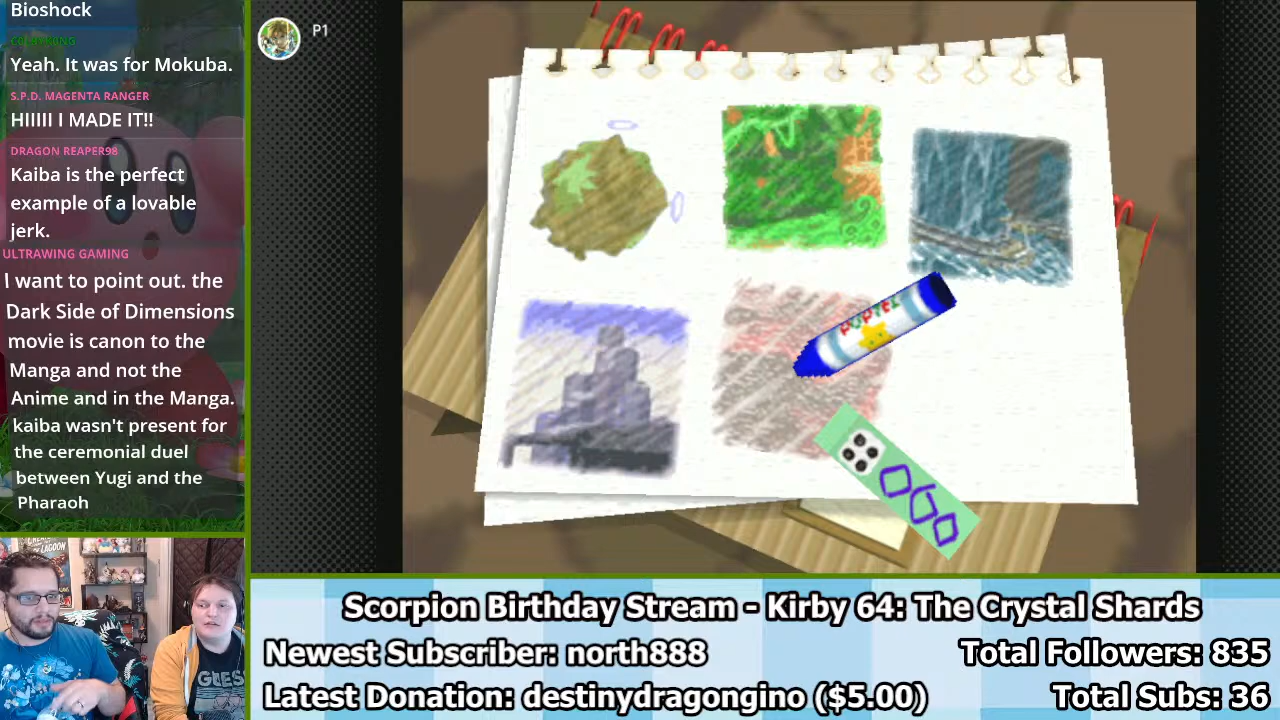 Bioshock
Yeah. It was for Mokuba.
S.P.D. MAGENTA RANGER
HIIIII I MADE IT!!
DRAGON REAPER98
Kaiba is the perfect
example of a lovable
jerk.
ULTRAWING GAMING
I want to point out. the
Dark Side of Dimensions
movie is canon to the
Manga and not the
Anime and in the Manga.
kaiba wasn't present for
the ceremonial duel
between Yugi and the
Pharaoh
P1
Scorpion Birthday Stream - Kirby 64: The Crystal Shards
Newest Subscriber: north888
Total Followers: 835
Latest Donation: destinydragongino ($5.00)
Total Subs: 36